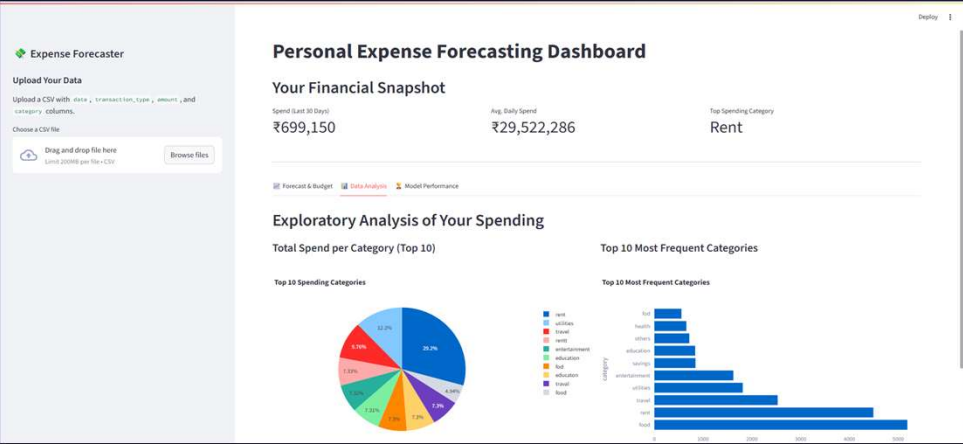 Deploy
Expense Forecaster
Upload Your Data
Upload a CSV with date, transaction_type, amount, and
category columns.
Choose a CSV file
Drag and drop file here
Limit 200MB per file • CSV
Browse files
Personal Expense Forecasting Dashboard
Your Financial Snapshot
Spend (Last 30 Days)
₹699,150
Avg. Daily Spend
₹29,522,286
Top Spending Category
Rent
Forecast & Budget
Data Analysis
Model Performance
Exploratory Analysis of Your Spending
Total Spend per Category (Top 10)
Top 10 Spending Categories
29.2%
12.2%
9.76%
7.31%
7.3%
7.3%
7.3%
4.94%
rent
utilities
travel
rentt
entertainment
education
fod
educaton
traval
food
Top 10 Most Frequent Categories
Top 10 Most Frequent Categories
category
fod
health
others
education
savings
entertainment
utilities
travel
rent
food
0
1000
2000
3000
4000
5000